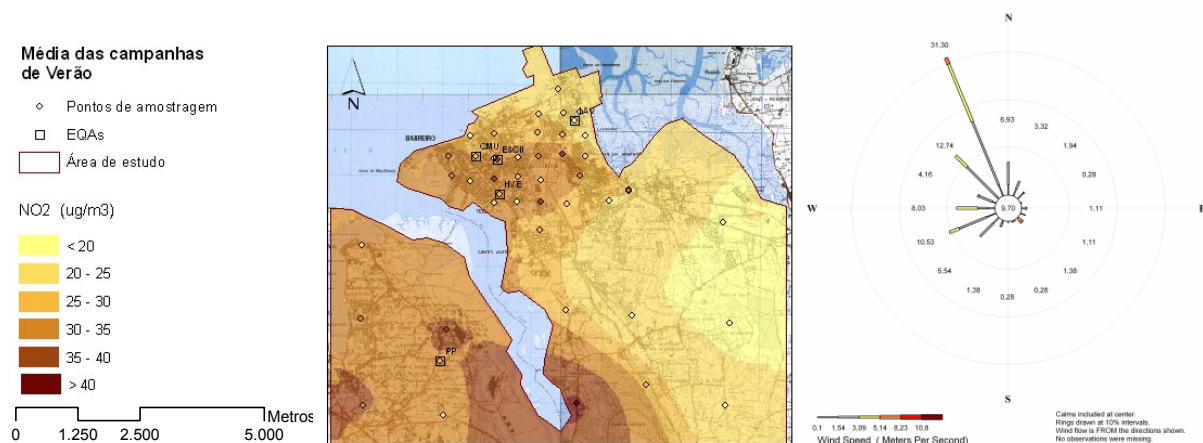 Média das campanhas
de Verão
Pontos de amostragem
EQAs
Área de estudo
NO2 (ug/m3)
< 20
20 - 25
25 - 30
30 - 35
35 - 40
> 40
0 1.250 2.500 5.000 Metros
N
BARREIRO
CMU
ESCII
HVE
PP
N
31,30
6,93
3,32
12,74
1,94
4,16
0,28
W
8,03
9,70
1,11
E
10,53
1,11
5,54
1,38
1,38
0,28
0,28
S
0.1 1.54 3.09 5.14 8.23 10.8
Wind Speed ( Meters Per Second)
Calms included at center.
Rings drawn at 10% intervals.
Wind flow is FROM the directions shown.
No observations were missing.